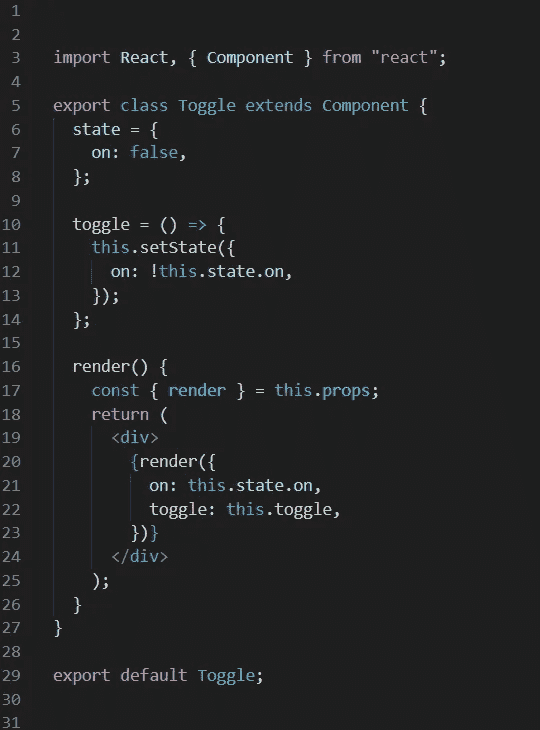 1
2
3 import React, { Component } from "react";
4
5 export class Toggle extends Component {
6   state = {
7     on: false,
8   };
9
10   toggle = () => {
11     this.setState({
12       on: !this.state.on,
13     });
14   };
15
16   render() {
17     const { render } = this.props;
18     return (
19       <div>
20         {render({
21           on: this.state.on,
22           toggle: this.toggle,
23         })}
24       </div>
25     );
26   }
27 }
28
29 export default Toggle;
30
31